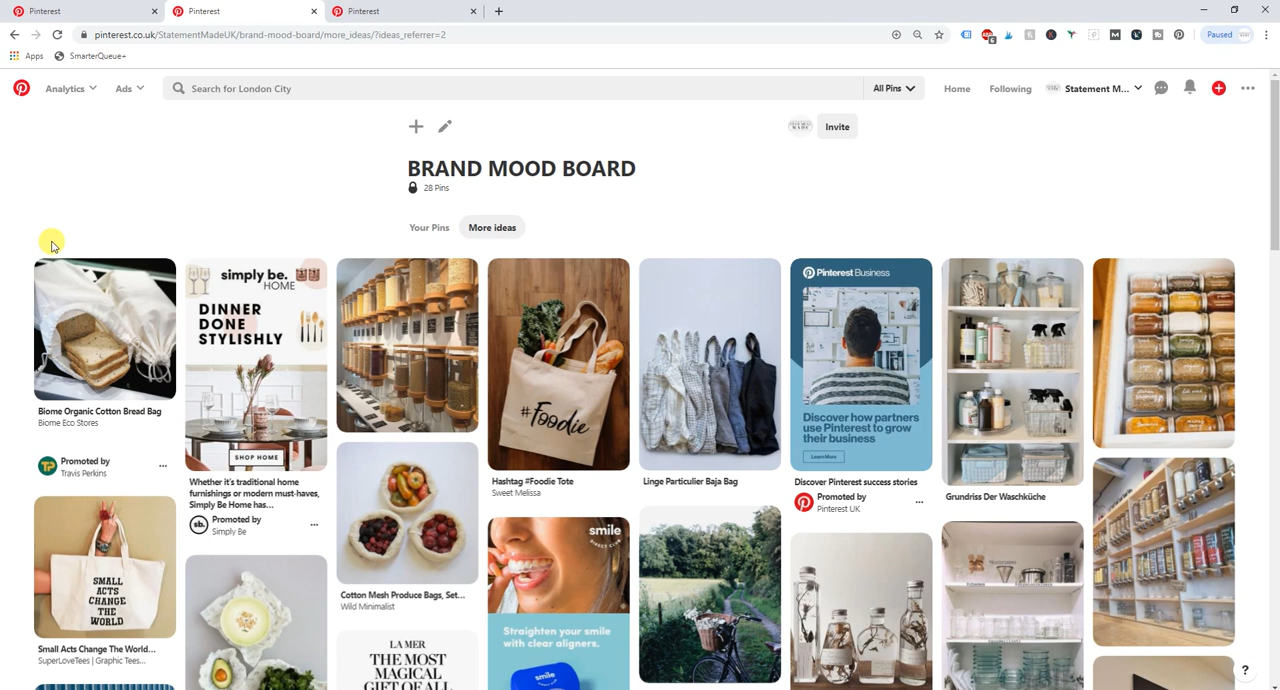 Pinterest
Pinterest
Pinterest
pinterest.co.uk/StatementMadeUK/brand-mood-board/more_ideas/?ideas_referrer=2
Paused
Apps
SmarterQueue+
Analytics
Ads
Search for London City
All Pins
Home
Following
Statement M...
Invite
BRAND MOOD BOARD
28 Pins
Your Pins
More ideas
Biome Organic Cotton Bread Bag
Biome Eco Stores
Promoted by
Travis Perkins
SMALL
ACTS
CHANGE
THE
WORLD
Small Acts Change The World...
SuperLoveTees | Graphic Tees...
simply be.
HOME
DINNER
DONE
STYLISHLY
SHOP HOME
Whether it's traditional home
furnishings or modern must-haves,
Simply Be Home has...
sb.
Promoted by
Simply Be
Cotton Mesh Produce Bags, Set...
Wild Minimalist
LA MER
THE MOST
MAGICAL
GIFT OF ALL
#Foodie
Hashtag #Foodie Tote
Sweet Melissa
smile
DIRECT CLUB
Straighten your smile
with clear aligners.
smile
Linge Particulier Baja Bag
Pinterest Business
Discover how partners
use Pinterest to grow
their business
Learn More
Discover Pinterest success stories
Promoted by
Pinterest UK
Grundriss Der Waschküche